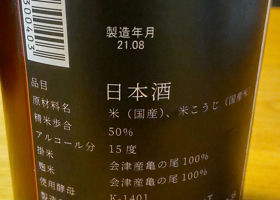 300403
製造年月
21.08
品目 日本酒
原材料名 米（国産）、米こうじ（国産米
精米歩合 50%
アルコール分 15度
掛米 会津産亀の尾100%
麹米 会津産亀の尾100%
使用酵母 K-1401